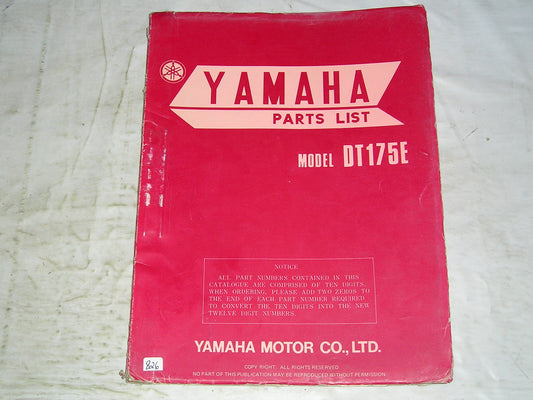 YAMAHA
PARTS LIST
MODEL DT175E
NOTICE
ALL PART NUMBERS CONTAINED IN THIS
CATALOGUE ARE COMPRISED OF TEN DIGITS.
WHEN ORDERING, PLEASE ADD TWO ZEROS TO
THE END OF EACH PART NUMBER REQUIRED
TO CONVERT THE TEN DIGITS INTO THE NEW
TWELVE DIGIT NUMBERS.
YAMAHA MOTOR CO., LTD.
COPY RIGHT. ALL RIGHTS RESERVED
NO PART OF THIS PUBLICATION MAY BE REPRODUCED WITHOUT PERMISSION